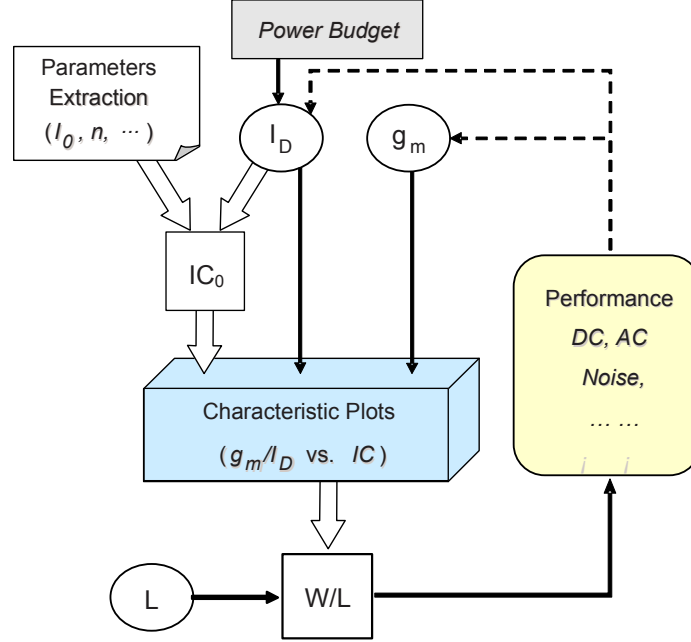 Power Budget
Parameters
Extraction
( I0 , n, ··· )
ID
gm
IC0
Performance
DC, AC
Noise,
... ...
Characteristic Plots
( gm/ID vs. IC )
L
W/L